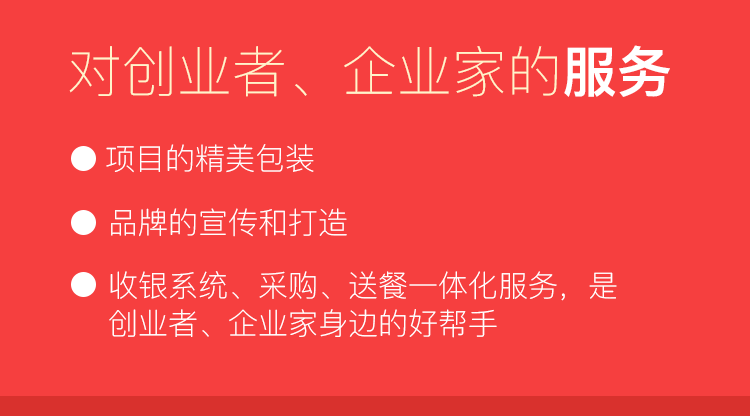 对创业者、企业家的服务
● 项目的精美包装
● 品牌的宣传和打造
● 收银系统、采购、送餐一体化服务，是
创业者、企业家身边的好帮手